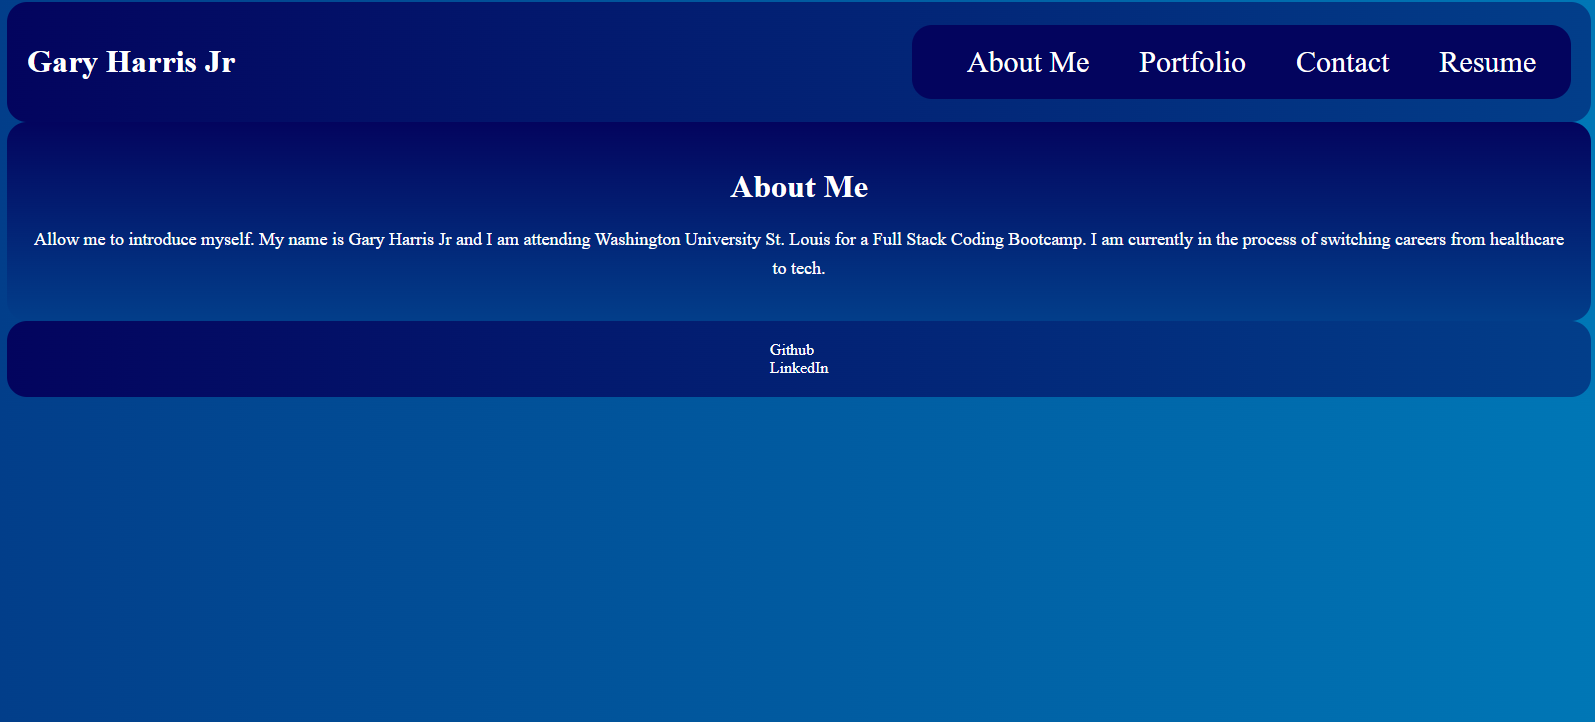 Gary Harris Jr
About Me Portfolio Contact Resume
About Me
Allow me to introduce myself. My name is Gary Harris Jr and I am attending Washington University St. Louis for a Full Stack Coding Bootcamp. I am currently in the process of switching careers from healthcare
to tech.
Github
LinkedIn